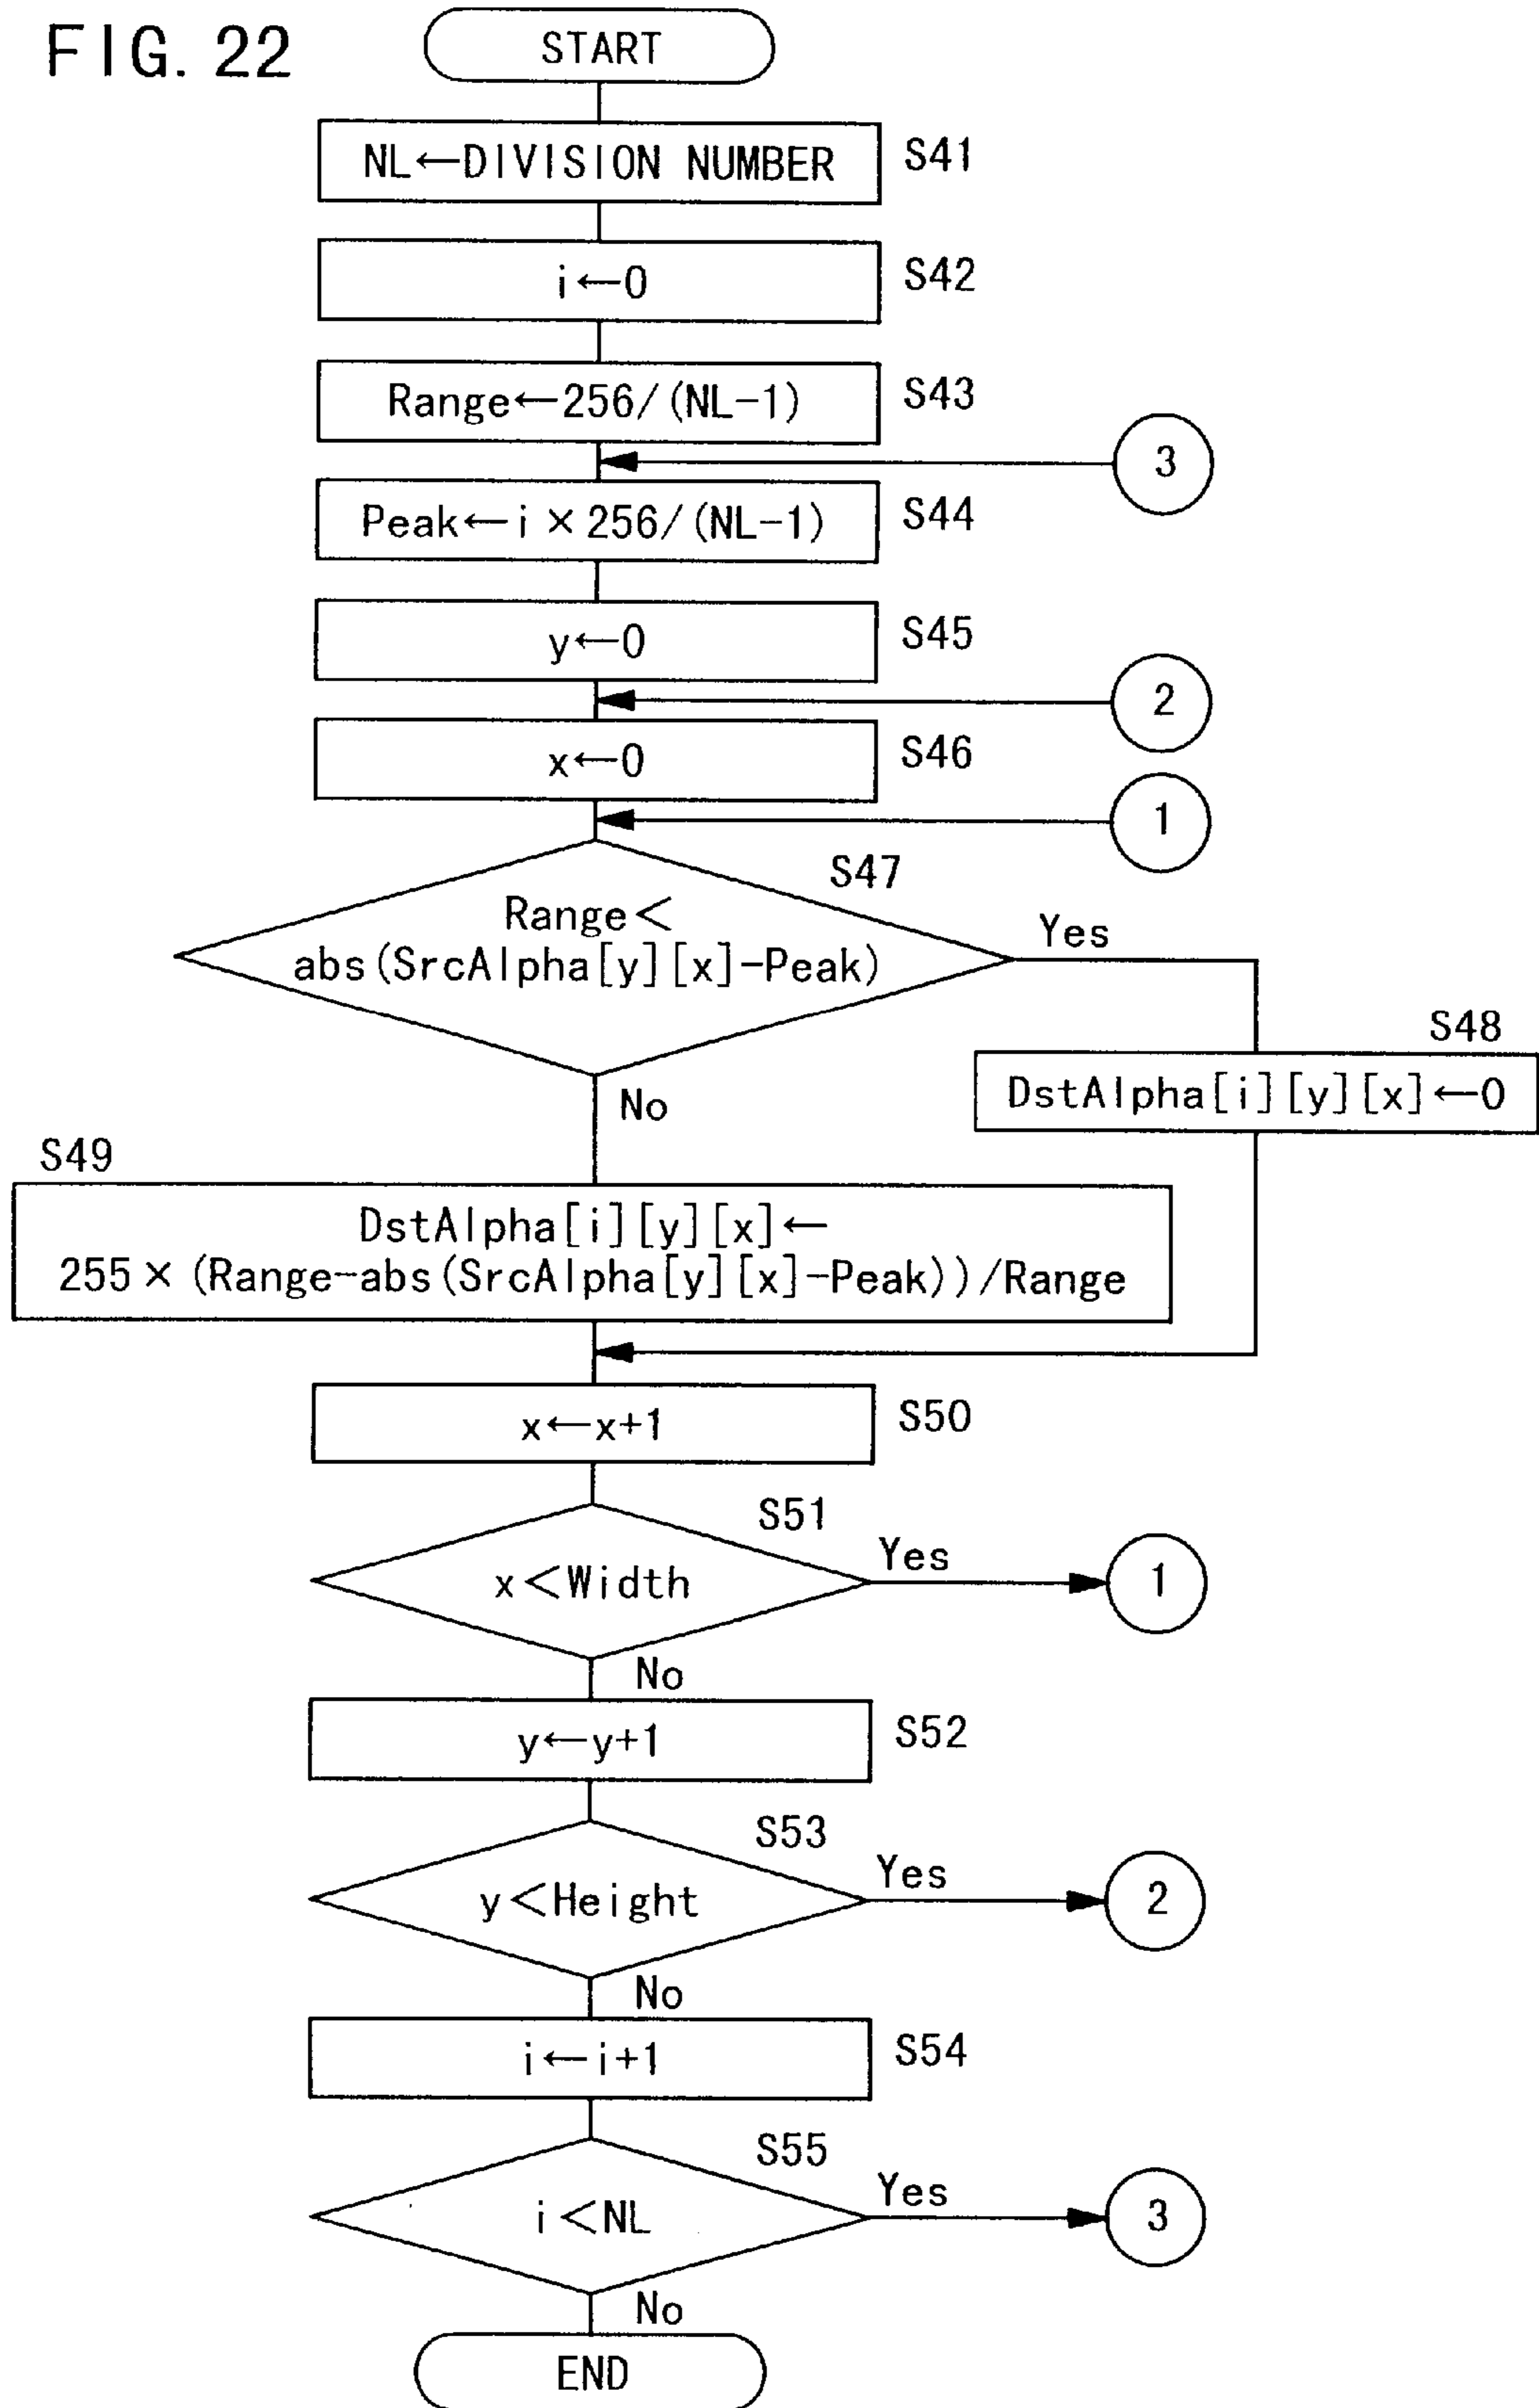 FIG. 22
START
NL←DIVISION NUMBER
S41
i←0
S42
Range←256/(NL-1)
S43
3
Peak←i×256/(NL-1)
S44
y←0
S45
2
x←0
S46
1
S47
Range<
abs(SrcAlpha[y][x]-Peak)
Yes
S48
DstAlpha[i][y][x]←0
No
S49
DstAlpha[i][y][x]←
255×(Range-abs(SrcAlpha[y][x]-Peak))/Range
x←x+1
S50
S51
x<Width
Yes
1
No
y←y+1
S52
S53
y<Height
Yes
2
No
i←i+1
S54
S55
i<NL
Yes
3
No
END